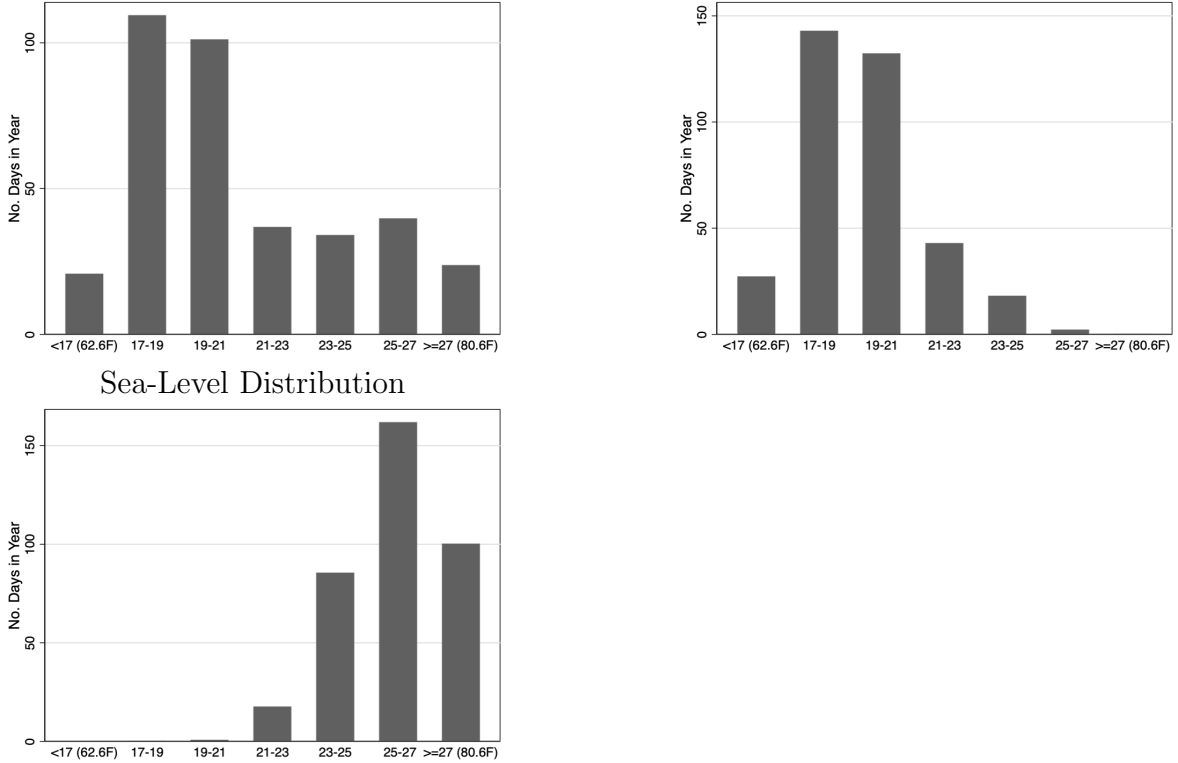 No. Days in Year
100
50
0
<17 (62.6F) 17-19 19-21 21-23 23-25 25-27 >=27 (80.6F)
No. Days in Year
150
100
50
0
<17 (62.6F) 17-19 19-21 21-23 23-25 25-27 >=27 (80.6F)
Sea-Level Distribution
No. Days in Year
150
100
50
0
<17 (62.6F) 17-19 19-21 21-23 23-25 25-27 >=27 (80.6F)